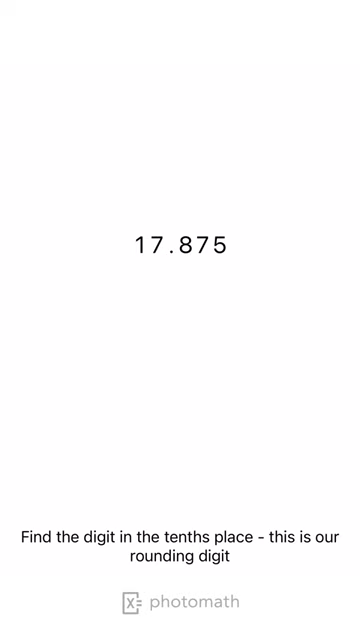 17.875
Find the digit in the tenths place - this is our
rounding digit
photomath